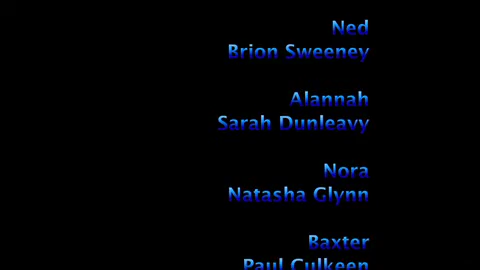 Ned
Brion Sweeney
Alannah
Sarah Dunleavy
Nora
Natasha Glynn
Baxter
Paul Culkeen